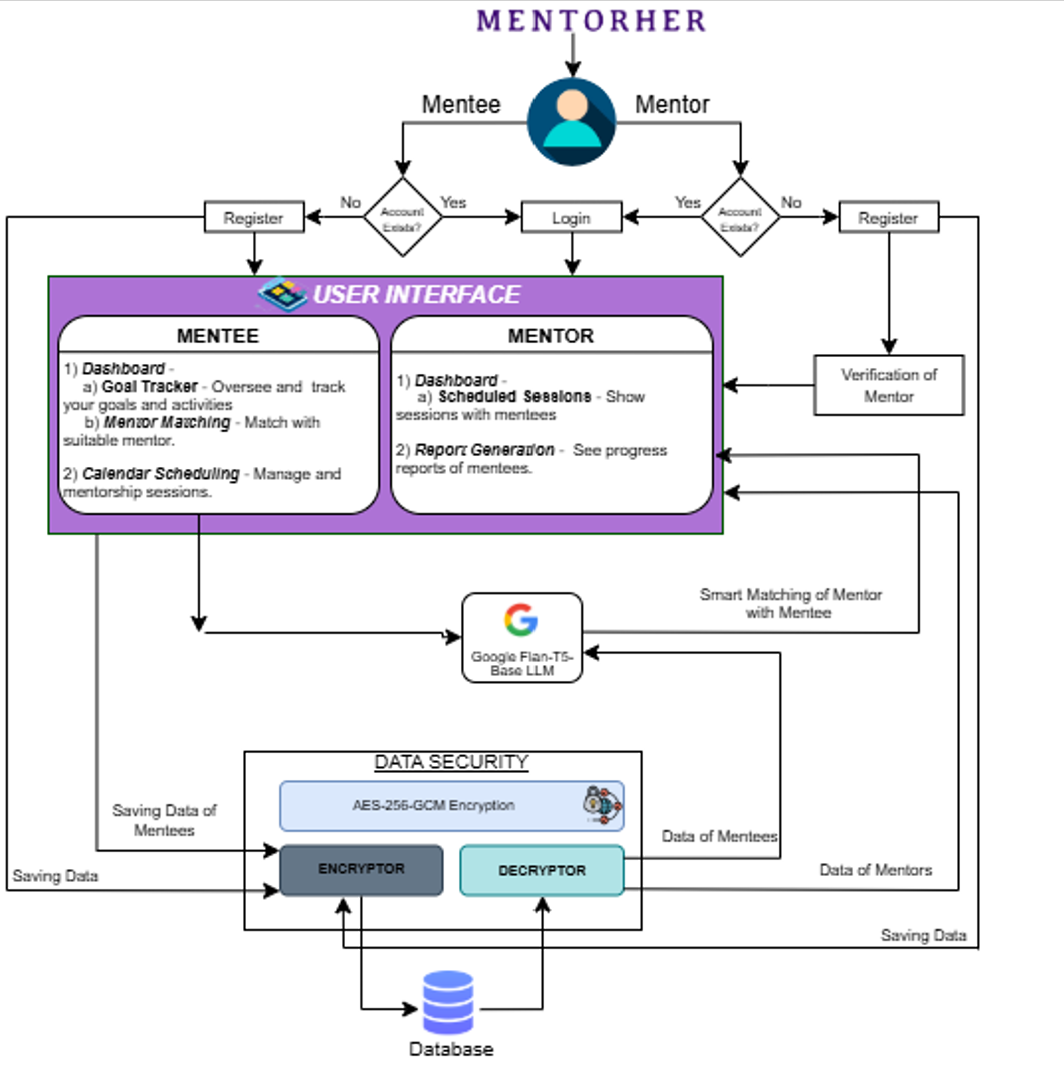 MENTORHER
Mentee
Mentor
No
Account
Exists?
Yes
Yes
Account
Exists?
No
Register
Login
Register
USER INTERFACE
MENTEE
1) Dashboard -
a) Goal Tracker - Oversee and track
your goals and activities
b) Mentor Matching - Match with
suitable mentor.
2) Calendar Scheduling - Manage and
mentorship sessions.
MENTOR
1) Dashboard -
a) Scheduled Sessions - Show
sessions with mentees
2) Report Generation - See progress
reports of mentees.
Verification of
Mentor
Smart Matching of Mentor
with Mentee
Google Flan-T5-
Base LLM
DATA SECURITY
AES-256-GCM Encryption
Saving Data of
Mentees
ENCRYPTOR
DECRYPTOR
Data of Mentees
Saving Data
Data of Mentors
Saving Data
Database